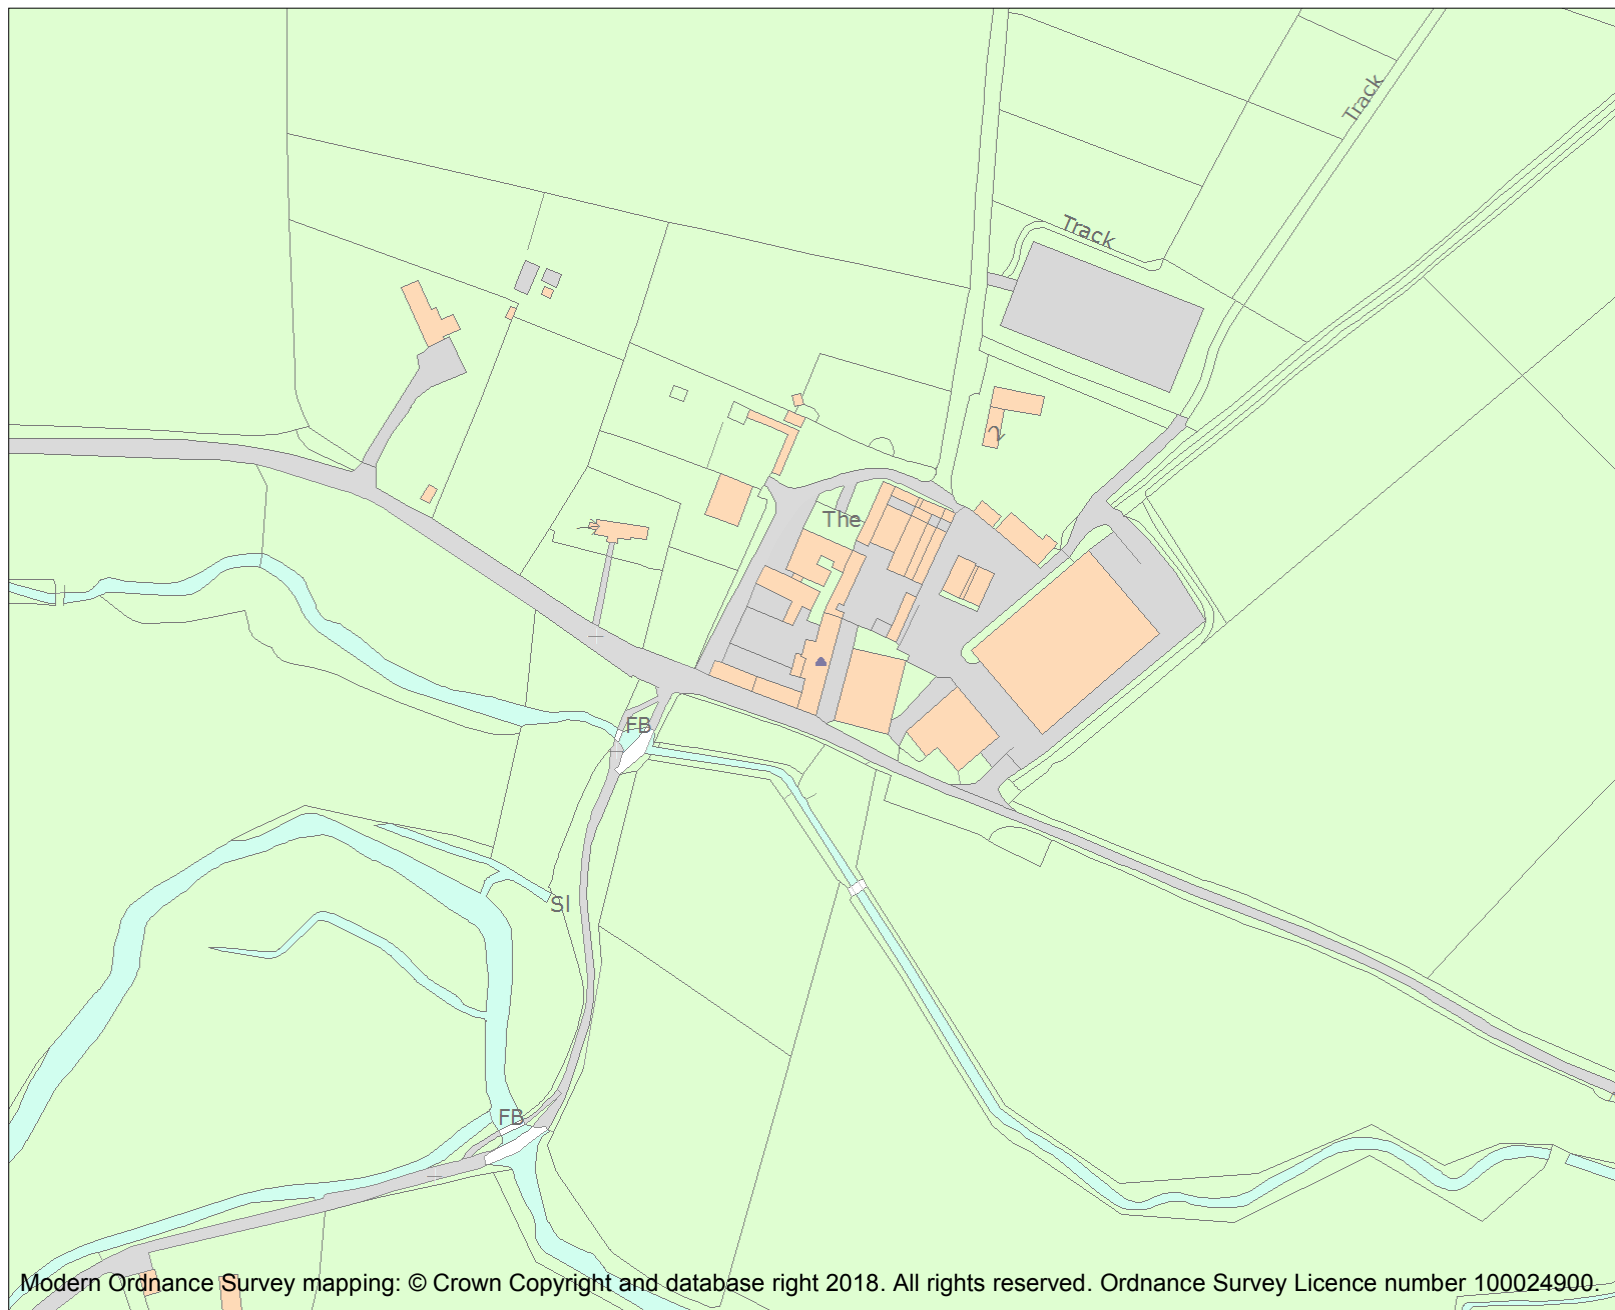 Track
Track
2
The
FB
Sl
FB
Modern Ordnance Survey mapping: © Crown Copyright and database right 2018. All rights reserved. Ordnance Survey Licence number 100024900.